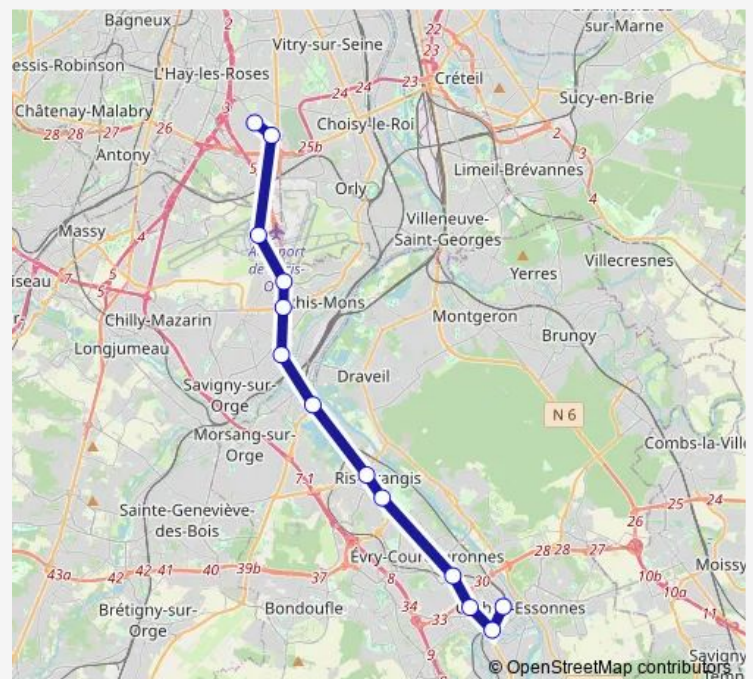 Bagneux
2
Vitry-sur-Seine
22
23
sur-Marne
essis-Robinson
L'Haÿ-les-Roses
24 24
23
Créteil
Sucy-en-Brie
Châtenay-Malabry
3
28 28 27 26
Choisy-le-Roi
2
3
Antony
25b
5
Limeil-Brévannes
4
Orly
Villeneuve-
Saint-Georges
Massy
4
Villecresnes
Yerres
7 5
5
Chilly-Mazarin
this-Mons
Montgeron
Brunoy
Longjumeau
Savigny-sur-
Orge
Draveil
N 6
Morsang-sur-
Orge
Combs-la-Ville
7-1
Ris-Orangis
25 24
26
Sainte-Geneviève-
des-Bois
Évry-Courcouronnes
28 28 27
Moissy
43a 42 42 41 40 39b 37
8
30
10b 10a
11
34
33
Essonnes
9
Brétigny-sur-
Orge
Bondoufle
Savigny
© OpenStreetMap contributors